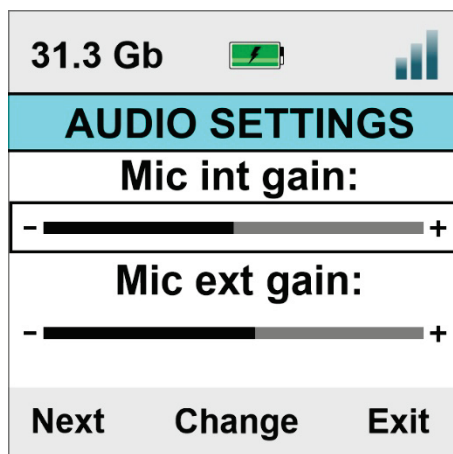 31.3 Gb
AUDIO SETTINGS
Mic int gain:
- +
Mic ext gain:
- +
Next Change Exit